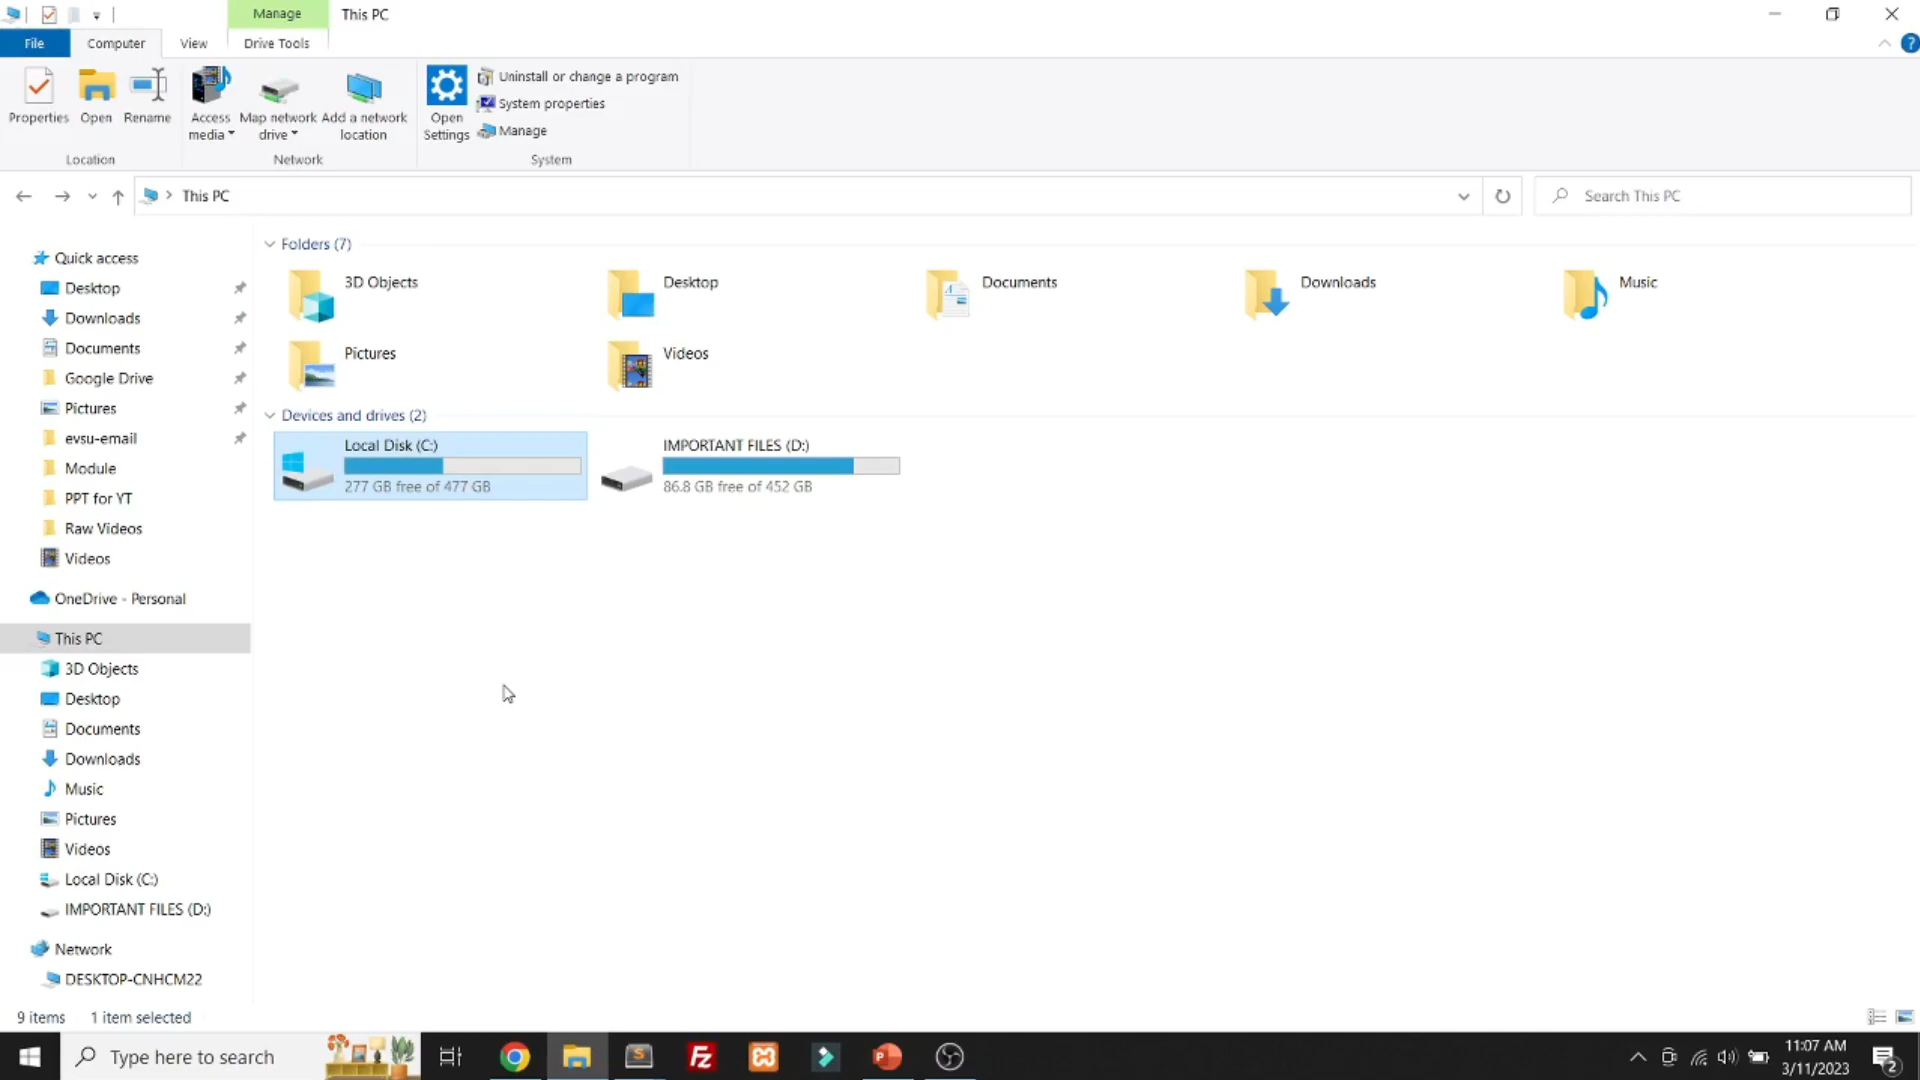 Manage
This PC
File
Computer
View
Drive Tools
Properties
Open
Rename
Access
media
Map network
drive
Add a network
location
Open
Settings
Uninstall or change a program
System properties
Manage
Location
Network
System
This PC
Search This PC
Quick access
Desktop
Downloads
Documents
Google Drive
Pictures
evsu-email
Module
PPT for YT
Raw Videos
Videos
OneDrive - Personal
This PC
3D Objects
Desktop
Documents
Downloads
Music
Pictures
Videos
Local Disk (C:)
IMPORTANT FILES (D:)
Network
DESKTOP-CNHCM22
Folders (7)
3D Objects
Desktop
Documents
Downloads
Music
Pictures
Videos
Devices and drives (2)
Local Disk (C:)
277 GB free of 477 GB
IMPORTANT FILES (D:)
86.8 GB free of 452 GB
9 items
1 item selected
Type here to search
11:07 AM
3/11/2023
2